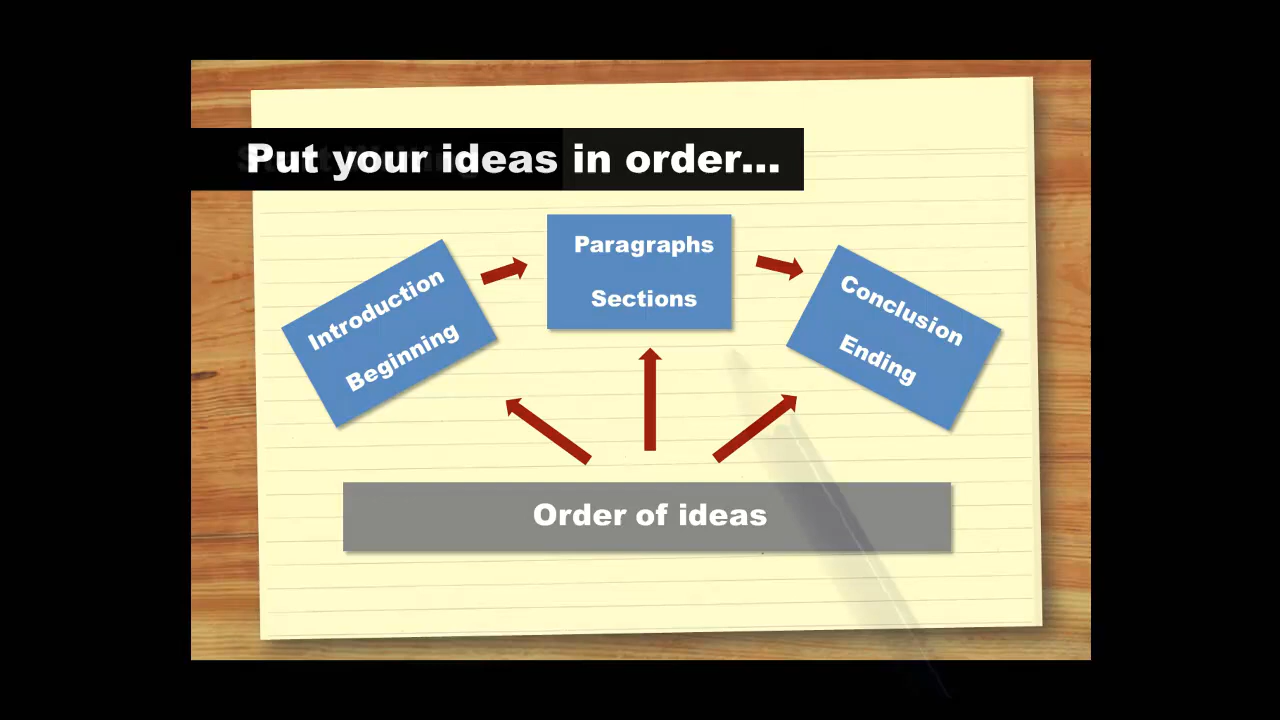 Put your ideas in order...
Introduction
Beginning
Paragraphs
Sections
Conclusion
Ending
Order of ideas